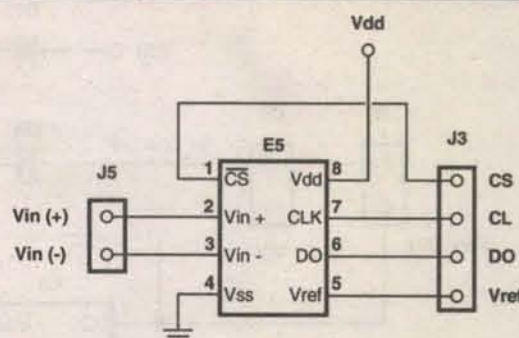 Vdd
E5
J3
J5
1 CS Vdd 8 CS
Vin (+) 2 Vin + CLK 7 CL
Vin (-) 3 Vin - DO 6 DO
4 Vss Vref 5 Vref